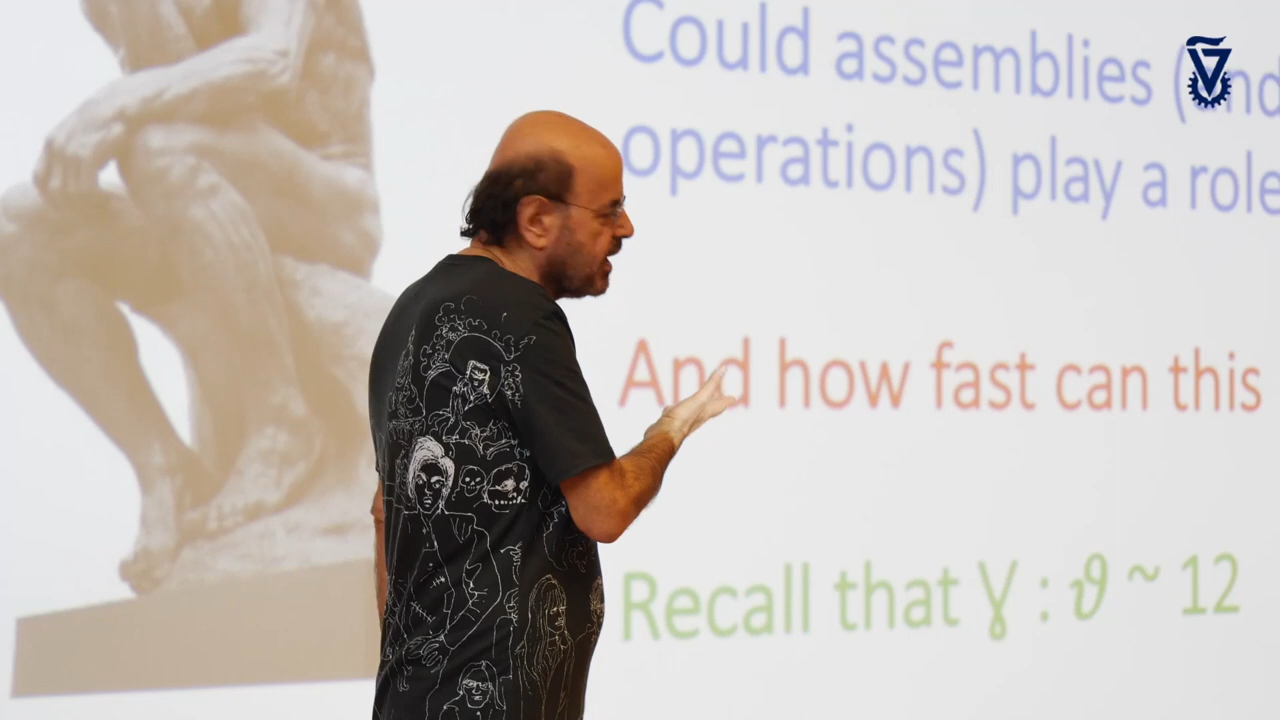 Could assemblies (and
operations) play a role
And how fast can this
Recall that γ : ϑ ~ 12